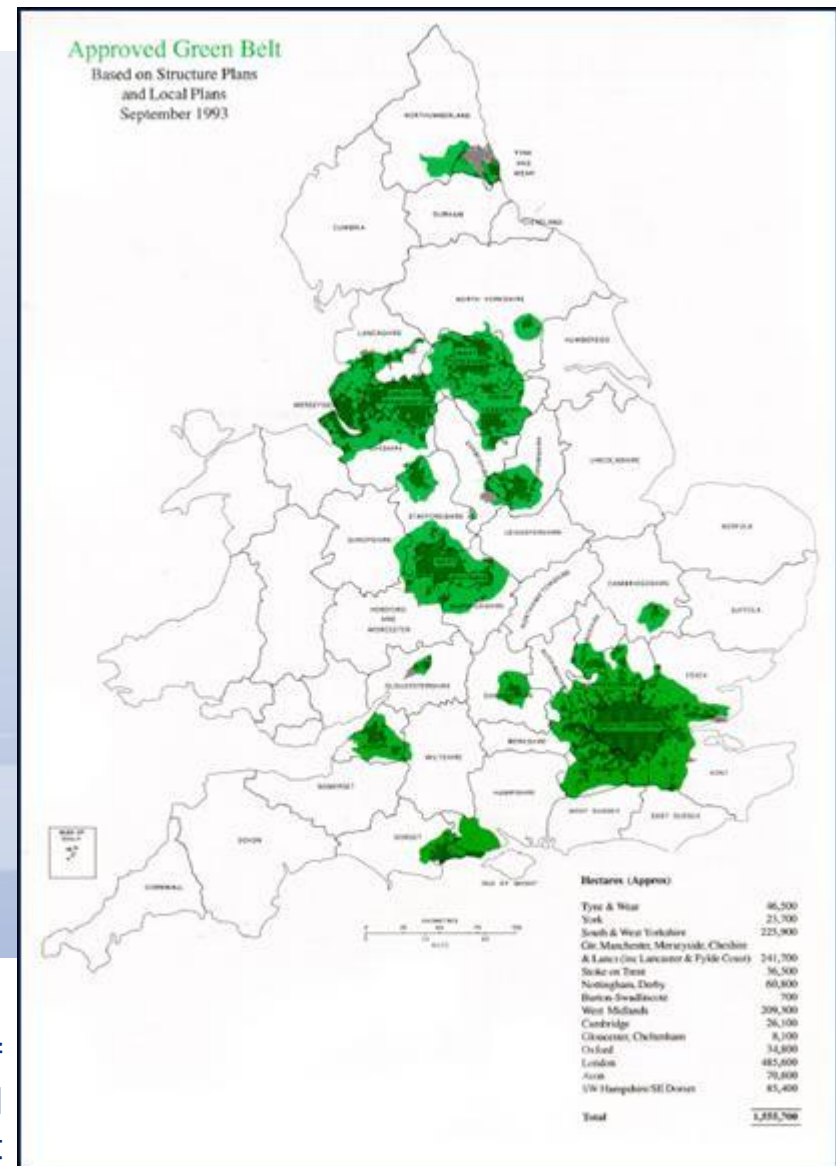 Approved Green Belt
Based on Structure Plans
and Local Plans
September 1993
NORTHUMBERLAND
TYNE
AND
WEAR
DURHAM
CLEVELAND
CUMBRIA
NORTH YORKSHIRE
LANCASHIRE
HUMBERSIDE
CHESHIRE
LINCOLNSHIRE
STAFFORDSHIRE
NORFOLK
SHROPSHIRE
LEICESTERSHIRE
CAMBRIDGESHIRE
SUFFOLK
HEREFORD
AND
WORCESTER
GLOUCESTERSHIRE
ESSEX
BERKSHIRE
WILTSHIRE
KENT
SOMERSET
HAMPSHIRE
WEST SUSSEX
EAST SUSSEX
DEVON
DORSET
ISLE OF WIGHT
CORNWALL
KILOMETRES
MILES
Hectares (Approx)
Tyne & Wear 46,500
York 23,700
South & West Yorkshire 225,900
Gtr. Manchester, Merseyside, Cheshire
& Lancs (inc Lancaster & Fylde Coast) 241,700
Stoke on Trent 36,500
Nottingham, Derby 60,800
Burton-Swadlincote 700
West Midlands 209,300
Cambridge 26,100
Gloucester, Cheltenham 8,100
Oxford 34,800
London 485,600
Avon
SW Hampshire/SE Dorset 85,400
Total 1,555,700